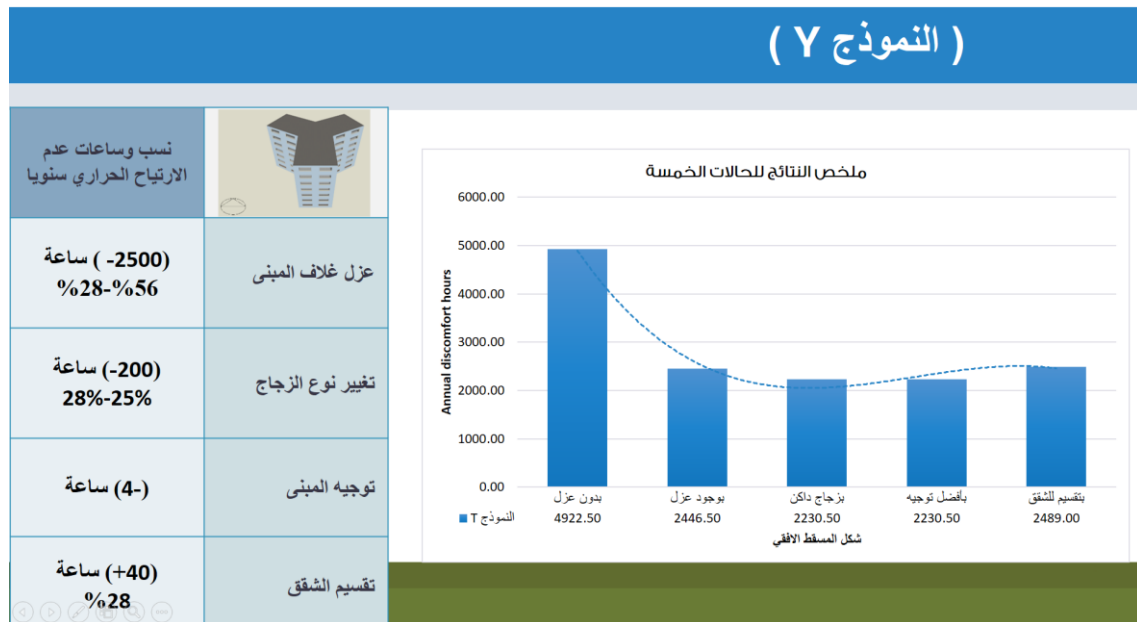 ( النموذج Y )
نسب وساعات عدم
الارتياح الحراري سنويا
عزل غلاف المبنى
(2500- ) ساعة
%28-%56
تغيير نوع الزجاج
(200-) ساعة
28%-25%
توجيه المبنى
(4-) ساعة
تقسيم الشقق
(40+) ساعة
%28
ملخص النتائج للحالات الخمسة
Annual discomfort hours
6000.00
5000.00
4000.00
3000.00
2000.00
1000.00
0.00
بدون عزل بوجود عزل بزجاج داكن بأفضل توجيه بتقسيم للشقق
النموذج T 4922.50 2446.50 2230.50 2230.50 2489.00
شكل المسقط الافقي